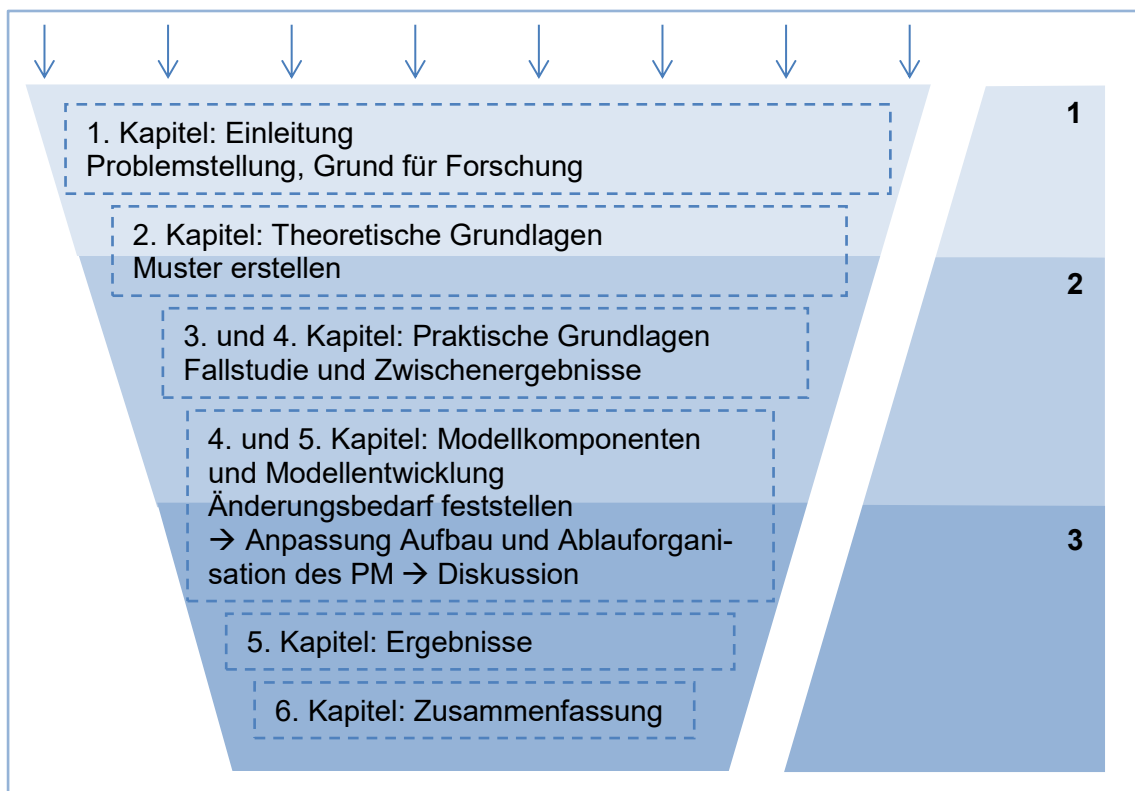 1. Kapitel: Einleitung
Problemstellung, Grund für Forschung
1
2. Kapitel: Theoretische Grundlagen
Muster erstellen
2
3. und 4. Kapitel: Praktische Grundlagen
Fallstudie und Zwischenergebnisse
4. und 5. Kapitel: Modellkomponenten
und Modellentwicklung
Änderungsbedarf feststellen
→ Anpassung Aufbau und Ablauforgani-
sation des PM → Diskussion
3
5. Kapitel: Ergebnisse
6. Kapitel: Zusammenfassung